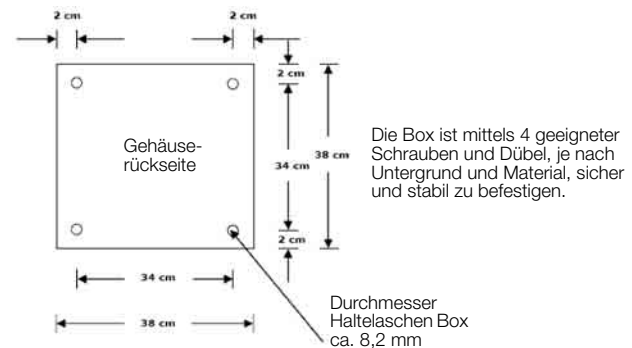 2 cm
2 cm
2 cm
Gehäuse-
rückseite
34 cm
38 cm
Die Box ist mittels 4 geeigneter
Schrauben und Dübel, je nach
Untergrund und Material, sicher
und stabil zu befestigen.
2 cm
34 cm
38 cm
Durchmesser
Haltelaschen Box
ca. 8,2 mm